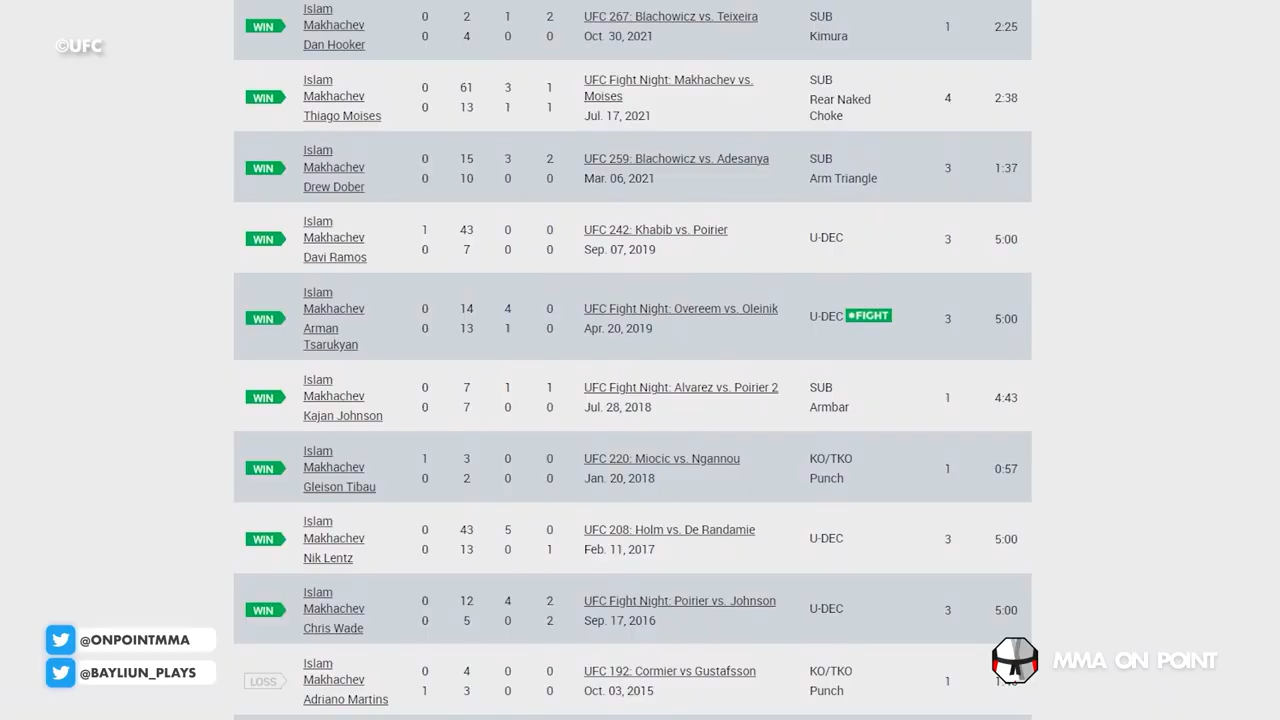 ©UFC
WIN Islam Makhachev 0 2 1 2 UFC 267: Blachowicz vs. Teixeira SUB 1 2:25
Dan Hooker 0 4 0 0 Oct. 30, 2021 Kimura
WIN Islam Makhachev 0 61 3 1 UFC Fight Night: Makhachev vs. Moises SUB 4 2:38
Thiago Moises 0 13 1 1 Jul. 17, 2021 Rear Naked Choke
WIN Islam Makhachev 0 15 3 2 UFC 259: Blachowicz vs. Adesanya SUB 3 1:37
Drew Dober 0 10 0 0 Mar. 06, 2021 Arm Triangle
WIN Islam Makhachev 1 43 0 0 UFC 242: Khabib vs. Poirier U-DEC 3 5:00
Davi Ramos 0 7 0 0 Sep. 07, 2019
WIN Islam Makhachev 0 14 4 0 UFC Fight Night: Overeem vs. Oleinik U-DEC FIGHT 3 5:00
Arman Tsarukyan 0 13 1 0 Apr. 20, 2019
WIN Islam Makhachev 0 7 1 1 UFC Fight Night: Alvarez vs. Poirier 2 SUB 1 4:43
Kajan Johnson 0 7 0 0 Jul. 28, 2018 Armbar
WIN Islam Makhachev 1 3 0 0 UFC 220: Miocic vs. Ngannou KO/TKO 1 0:57
Gleison Tibau 0 2 0 0 Jan. 20, 2018 Punch
WIN Islam Makhachev 0 43 5 0 UFC 208: Holm vs. De Randamie U-DEC 3 5:00
Nik Lentz 0 13 0 1 Feb. 11, 2017
WIN Islam Makhachev 0 12 4 2 UFC Fight Night: Poirier vs. Johnson U-DEC 3 5:00
Chris Wade 0 5 0 2 Sep. 17, 2016
LOSS Islam Makhachev 0 4 0 0 UFC 192: Cormier vs Gustafsson KO/TKO 1
Adriano Martins 1 3 0 0 Oct. 03, 2015 Punch
@ONPOINTMMA
@BAYLIUN_PLAYS
MMA ON POINT